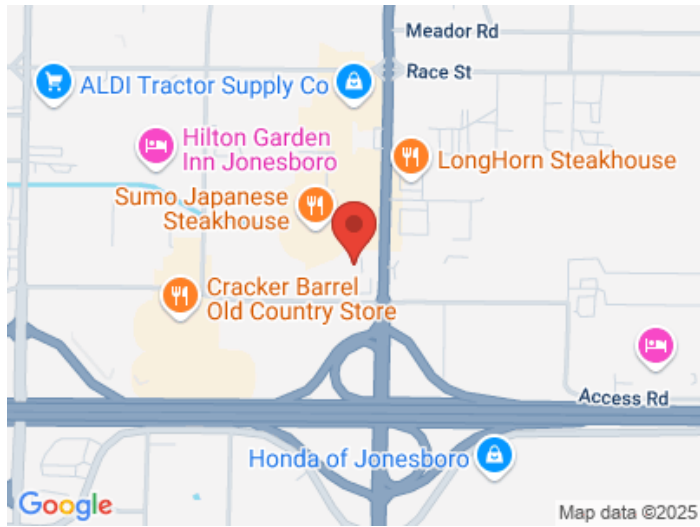 Meador Rd
Race St
ALDI Tractor Supply Co
Hilton Garden
Inn Jonesboro
LongHorn Steakhouse
Sumo Japanese
Steakhouse
Cracker Barrel
Old Country Store
Access Rd
Honda of Jonesboro
Google
Map data ©2025